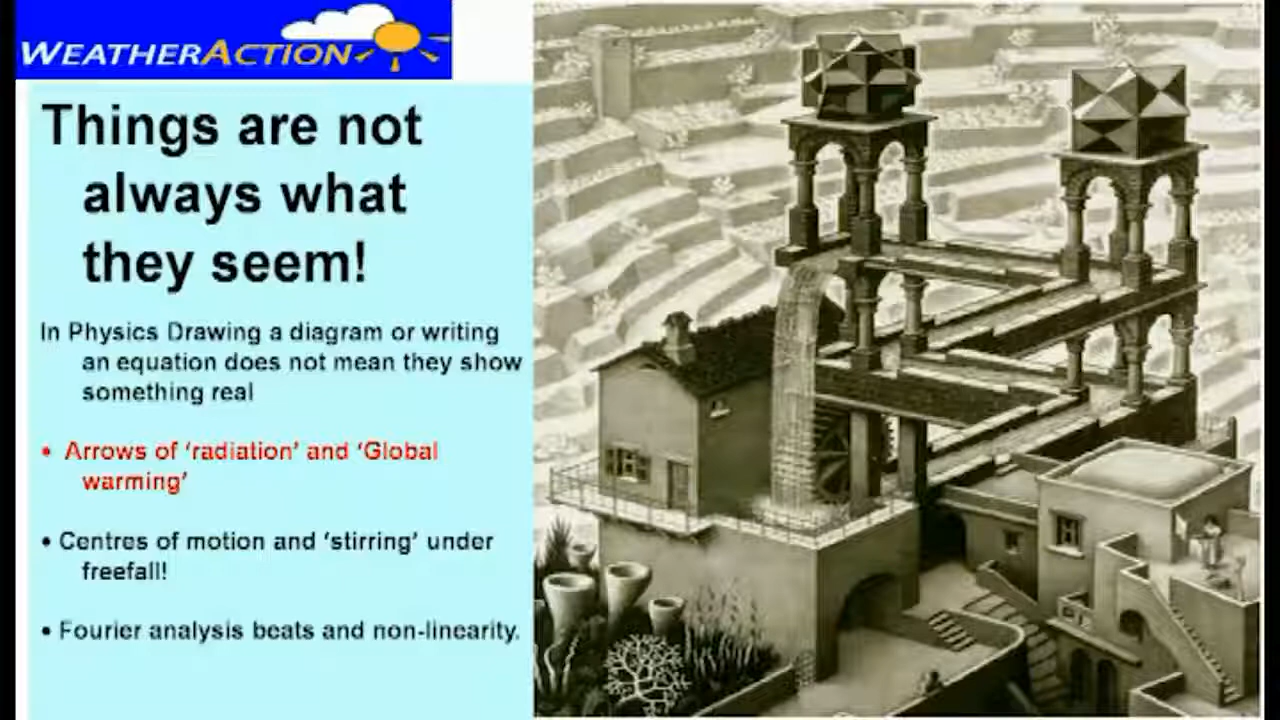 WEATHERACTION
Things are not
always what
they seem!
In Physics Drawing a diagram or writing
an equation does not mean they show
something real
• Arrows of ‘radiation’ and ‘Global
warming’
• Centres of motion and ‘stirring’ under
freefall!
• Fourier analysis beats and non-linearity.